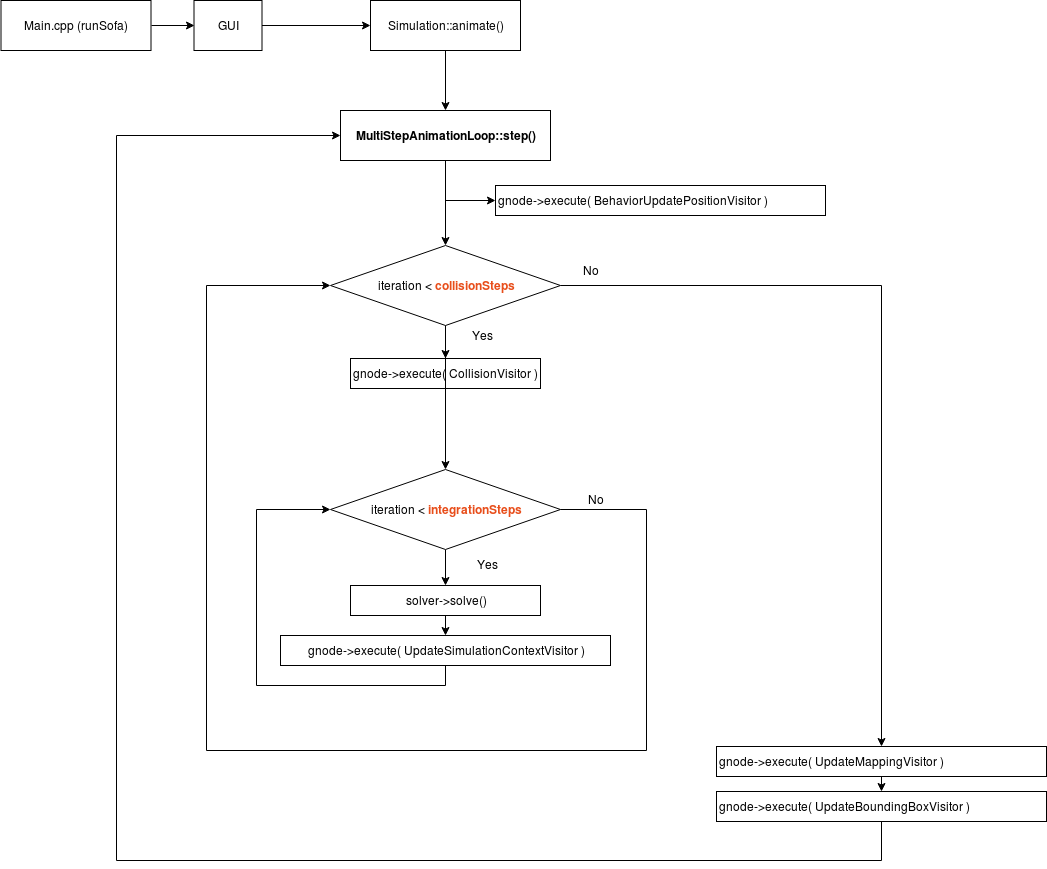 Main.cpp (runSofa)
GUI
Simulation::animate()
MultiStepAnimationLoop::step()
gnode->execute( BehaviorUpdatePositionVisitor )
iteration < collisionSteps
No
Yes
gnode->execute( CollisionVisitor )
iteration < integrationSteps
No
Yes
solver->solve()
gnode->execute( UpdateSimulationContextVisitor )
gnode->execute( UpdateMappingVisitor )
gnode->execute( UpdateBoundingBoxVisitor )